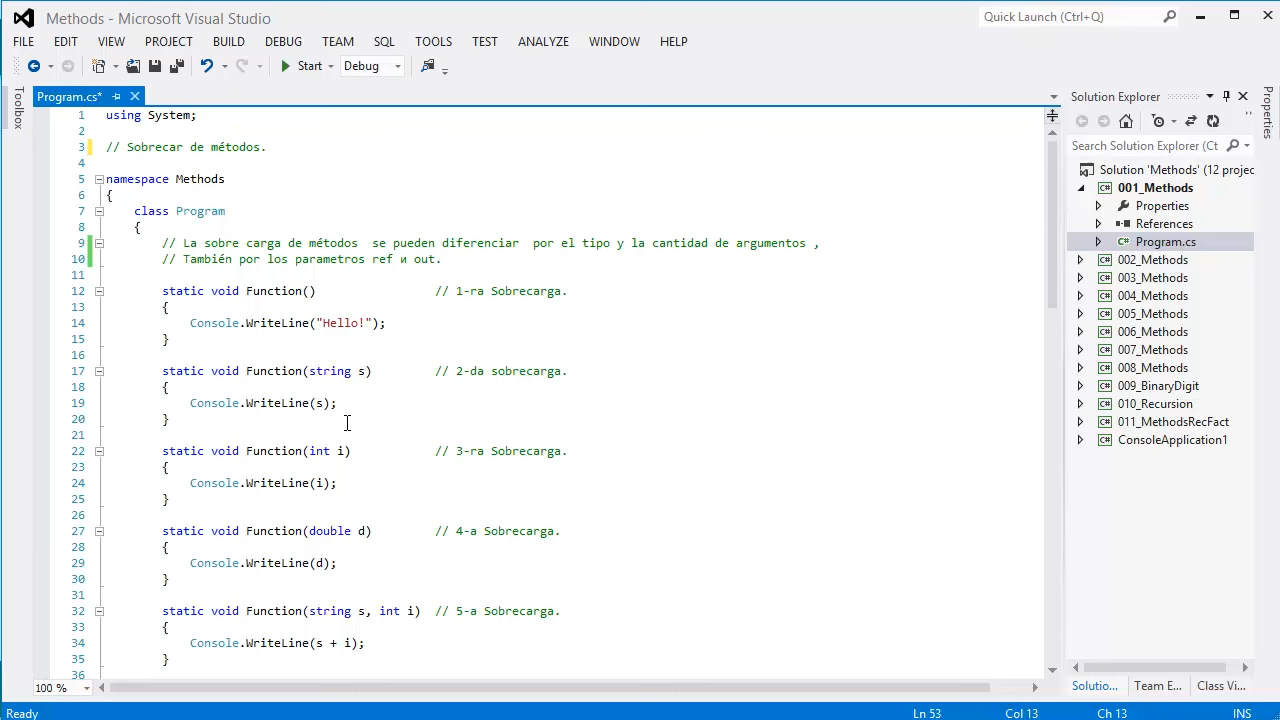 Methods - Microsoft Visual Studio
Quick Launch (Ctrl+Q)
FILE EDIT VIEW PROJECT BUILD DEBUG TEAM SQL TOOLS TEST ANALYZE WINDOW HELP
Start Debug
Toolbox
Program.cs*
1 using System;
2
3 // Sobrecar de métodos.
4
5 namespace Methods
6 {
7 class Program
8 {
9 // La sobre carga de métodos se pueden diferenciar por el tipo y la cantidad de argumentos ,
10 // También por los parametros ref и out.
11
12 static void Function() // 1-ra Sobrecarga.
13 {
14 Console.WriteLine("Hello!");
15 }
16
17 static void Function(string s) // 2-da sobrecarga.
18 {
19 Console.WriteLine(s);
20 }
21
22 static void Function(int i) // 3-ra Sobrecarga.
23 {
24 Console.WriteLine(i);
25 }
26
27 static void Function(double d) // 4-a Sobrecarga.
28 {
29 Console.WriteLine(d);
30 }
31
32 static void Function(string s, int i) // 5-a Sobrecarga.
33 {
34 Console.WriteLine(s + i);
35 }
36
100 %
Solution Explorer
Search Solution Explorer (Ct
Solution 'Methods' (12 projec
001_Methods
Properties
References
Program.cs
002_Methods
003_Methods
004_Methods
005_Methods
006_Methods
007_Methods
008_Methods
009_BinaryDigit
010_Recursion
011_MethodsRecFact
ConsoleApplication1
Solutio... Team E... Class Vi...
Properties
Ready Ln 53 Col 13 Ch 13 INS